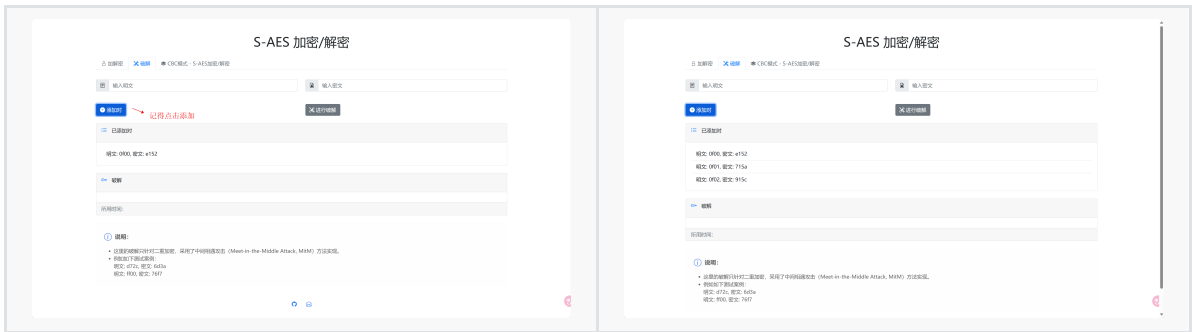 S-AES 加密/解密
加解密 破解 CBC模式 - S-AES加密/解密
输入明文 输入密文
添加对 进行破解
记得点击添加
已添加对
明文: 0f00, 密文: e152
破解
所用时间:
说明:
这里的破解只针对二重加密，采用了中间相遇攻击（Meet-in-the-Middle Attack, MitM）方法实现。
例如如下测试案例:
明文: d72c, 密文: 6d3a
明文: ff00, 密文: 76f7
S-AES 加密/解密
加解密 破解 CBC模式 - S-AES加密/解密
输入明文 输入密文
添加对 进行破解
已添加对
明文: 0f00, 密文: e152
明文: 0f01, 密文: 715a
明文: 0f02, 密文: 915c
破解
所用时间:
说明:
这里的破解只针对二重加密，采用了中间相遇攻击（Meet-in-the-Middle Attack, MitM）方法实现。
例如如下测试案例:
明文: d72c, 密文: 6d3a
明文: ff00, 密文: 76f7